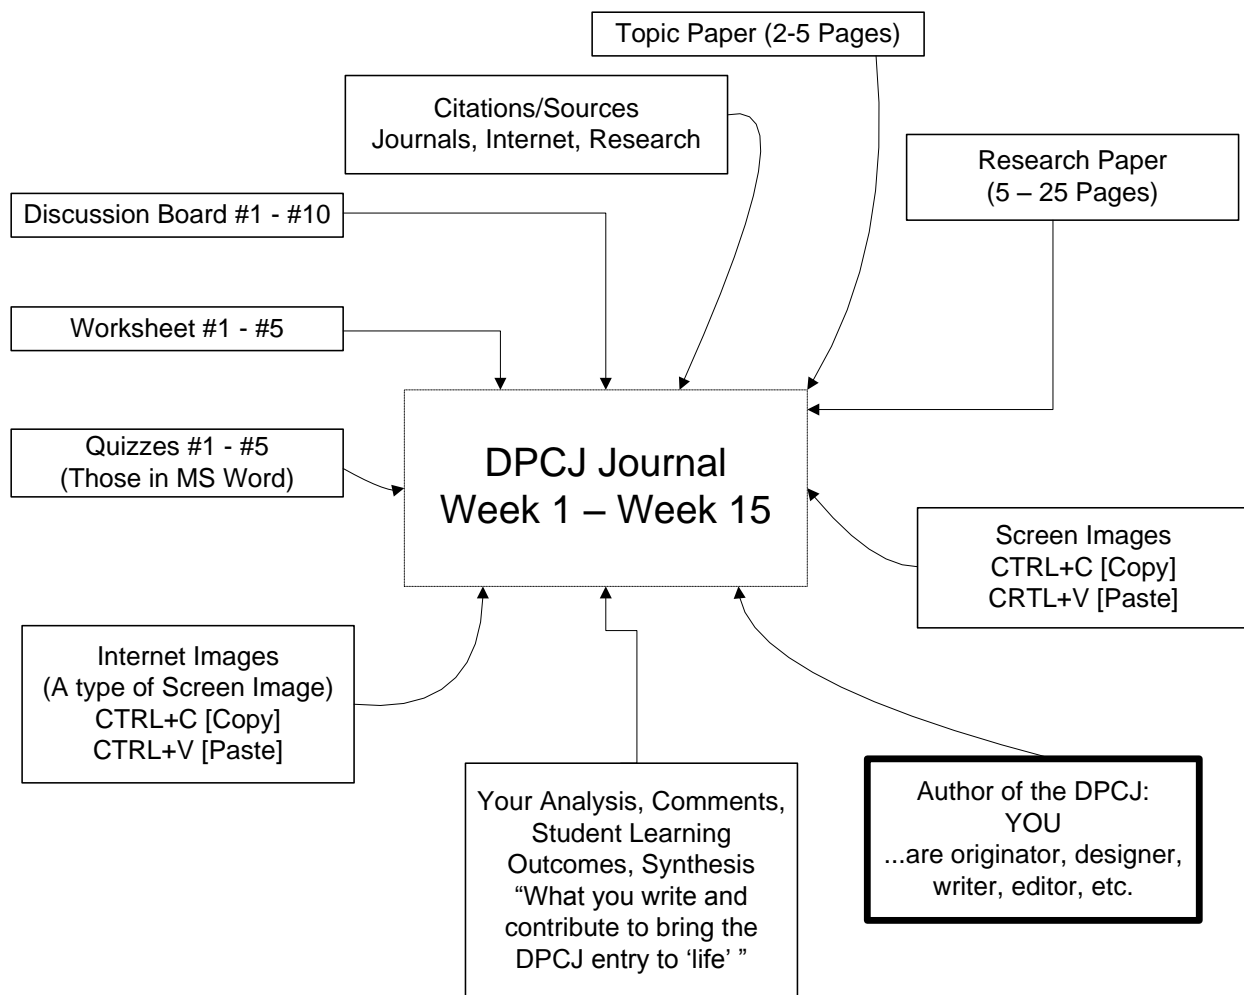 Topic Paper (2-5 Pages)
Citations/Sources
Journals, Internet, Research
Research Paper
(5 – 25 Pages)
Discussion Board #1 - #10
Worksheet #1 - #5
Quizzes #1 - #5
(Those in MS Word)
DPCJ Journal
Week 1 – Week 15
Screen Images
CTRL+C [Copy]
CRTL+V [Paste]
Internet Images
(A type of Screen Image)
CTRL+C [Copy]
CTRL+V [Paste]
Your Analysis, Comments,
Student Learning
Outcomes, Synthesis
“What you write and
contribute to bring the
DPCJ entry to ‘life’ ”
Author of the DPCJ:
YOU
...are originator, designer,
writer, editor, etc.